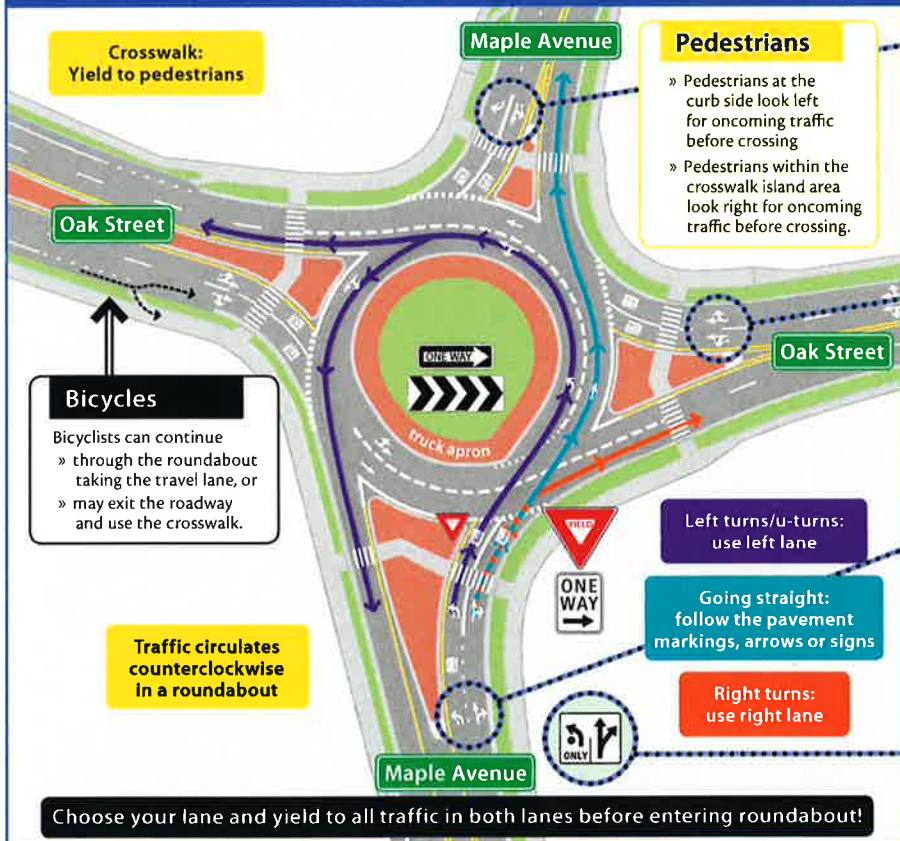 Crosswalk:
Yield to pedestrians
Maple Avenue
Pedestrians
» Pedestrians at the
curb side look left
for oncoming traffic
before crossing
» Pedestrians within the
crosswalk island area
look right for oncoming
traffic before crossing.
Oak Street
Oak Street
ONE WAY
truck apron
Bicycles
Bicyclists can continue
» through the roundabout
taking the travel lane, or
» may exit the roadway
and use the crosswalk.
YIELD
ONE
WAY
Left turns/u-turns:
use left lane
Going straight:
follow the pavement
markings, arrows or signs
Right turns:
use right lane
Traffic circulates
counterclockwise
in a roundabout
ONLY
Maple Avenue
Choose your lane and yield to all traffic in both lanes before entering roundabout!